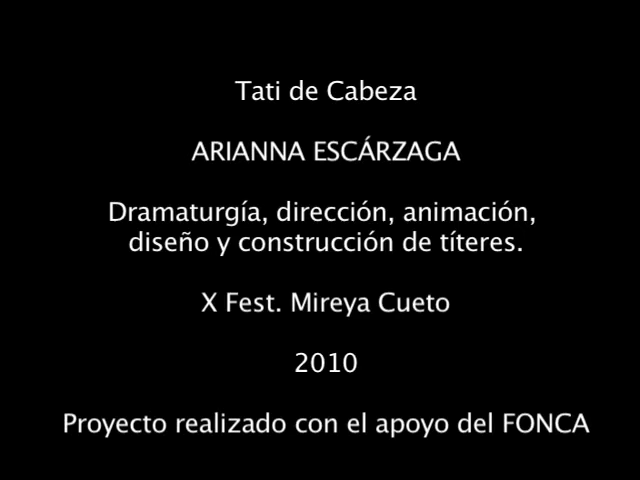 Tati de Cabeza
ARIANNA ESCÁRZAGA
Dramaturgía, dirección, animación,
diseño y construcción de títeres.
X Fest. Mireya Cueto
2010
Proyecto realizado con el apoyo del FONCA